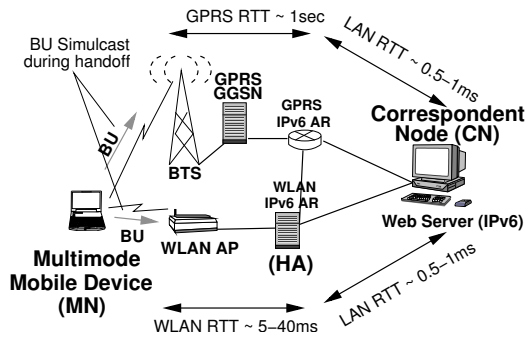 GPRS RTT ~ 1sec
BU Simulcast
during handoff
LAN RTT ~ 0.5–1ms
GPRS
GGSN
GPRS
IPv6 AR
Correspondent
Node (CN)
BU
BTS
WLAN
IPv6 AR
Web Server (IPv6)
BU
WLAN AP
(HA)
Multimode
Mobile Device
(MN)
LAN RTT ~ 0.5–1ms
WLAN RTT ~ 5–40ms